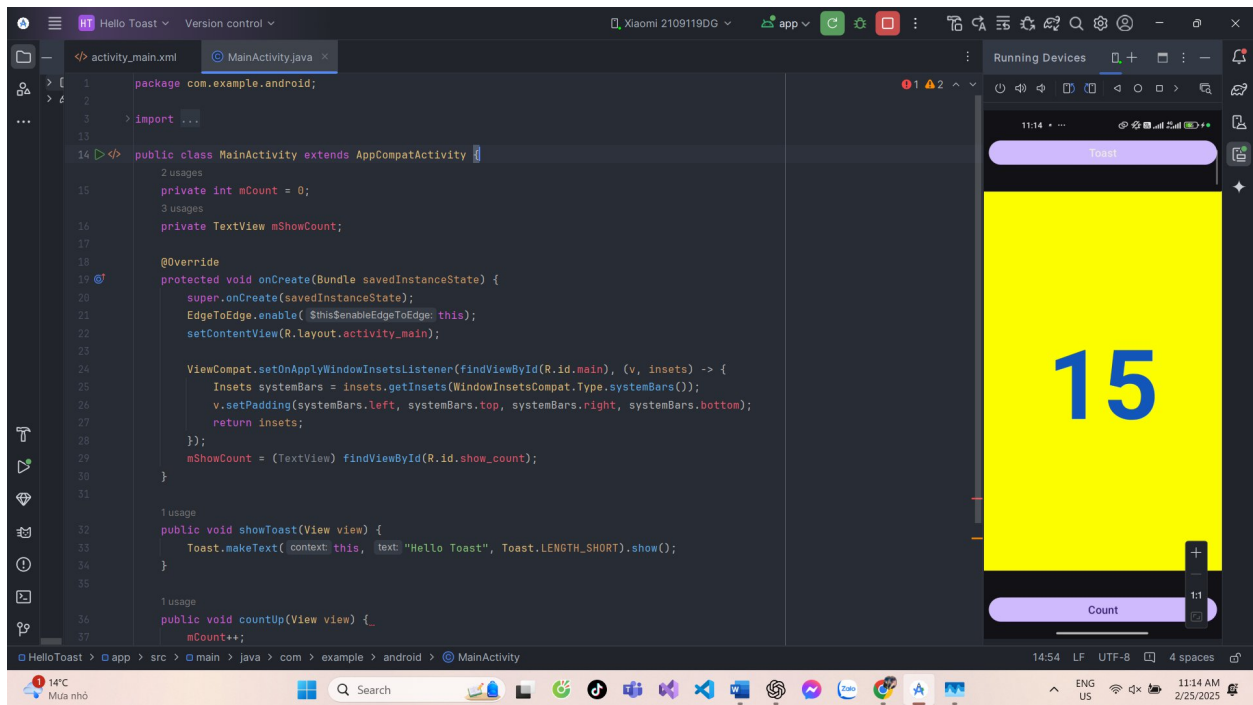 HT Hello Toast Version control Xiaomi 2109119DG app
activity_main.xml MainActivity.java
1 package com.example.android;
2
3 import ...
13
14 public class MainActivity extends AppCompatActivity {
2 usages
15 private int mCount = 0;
3 usages
16 private TextView mShowCount;
17
18 @Override
19 protected void onCreate(Bundle savedInstanceState) {
20 super.onCreate(savedInstanceState);
21 EdgeToEdge.enable( $this$enableEdgeToEdge: this);
22 setContentView(R.layout.activity_main);
23
24 ViewCompat.setOnApplyWindowInsetsListener(findViewById(R.id.main), (v, insets) -> {
25 Insets systemBars = insets.getInsets(WindowInsetsCompat.Type.systemBars());
26 v.setPadding(systemBars.left, systemBars.top, systemBars.right, systemBars.bottom);
27 return insets;
28 });
29 mShowCount = (TextView) findViewById(R.id.show_count);
30 }
31
1 usage
32 public void showToast(View view) {
33 Toast.makeText( context: this, text: "Hello Toast", Toast.LENGTH_SHORT).show();
34 }
35
1 usage
36 public void countUp(View view) {
37 mCount++;
1 2
Running Devices
11:14
Toast
15
1:1
Count
HelloToast > app > src > main > java > com > example > android > MainActivity
14:54 LF UTF-8 4 spaces
1 14°C
Mưa nhỏ
Search
Zalo
ENG
US
11:14 AM
2/25/2025